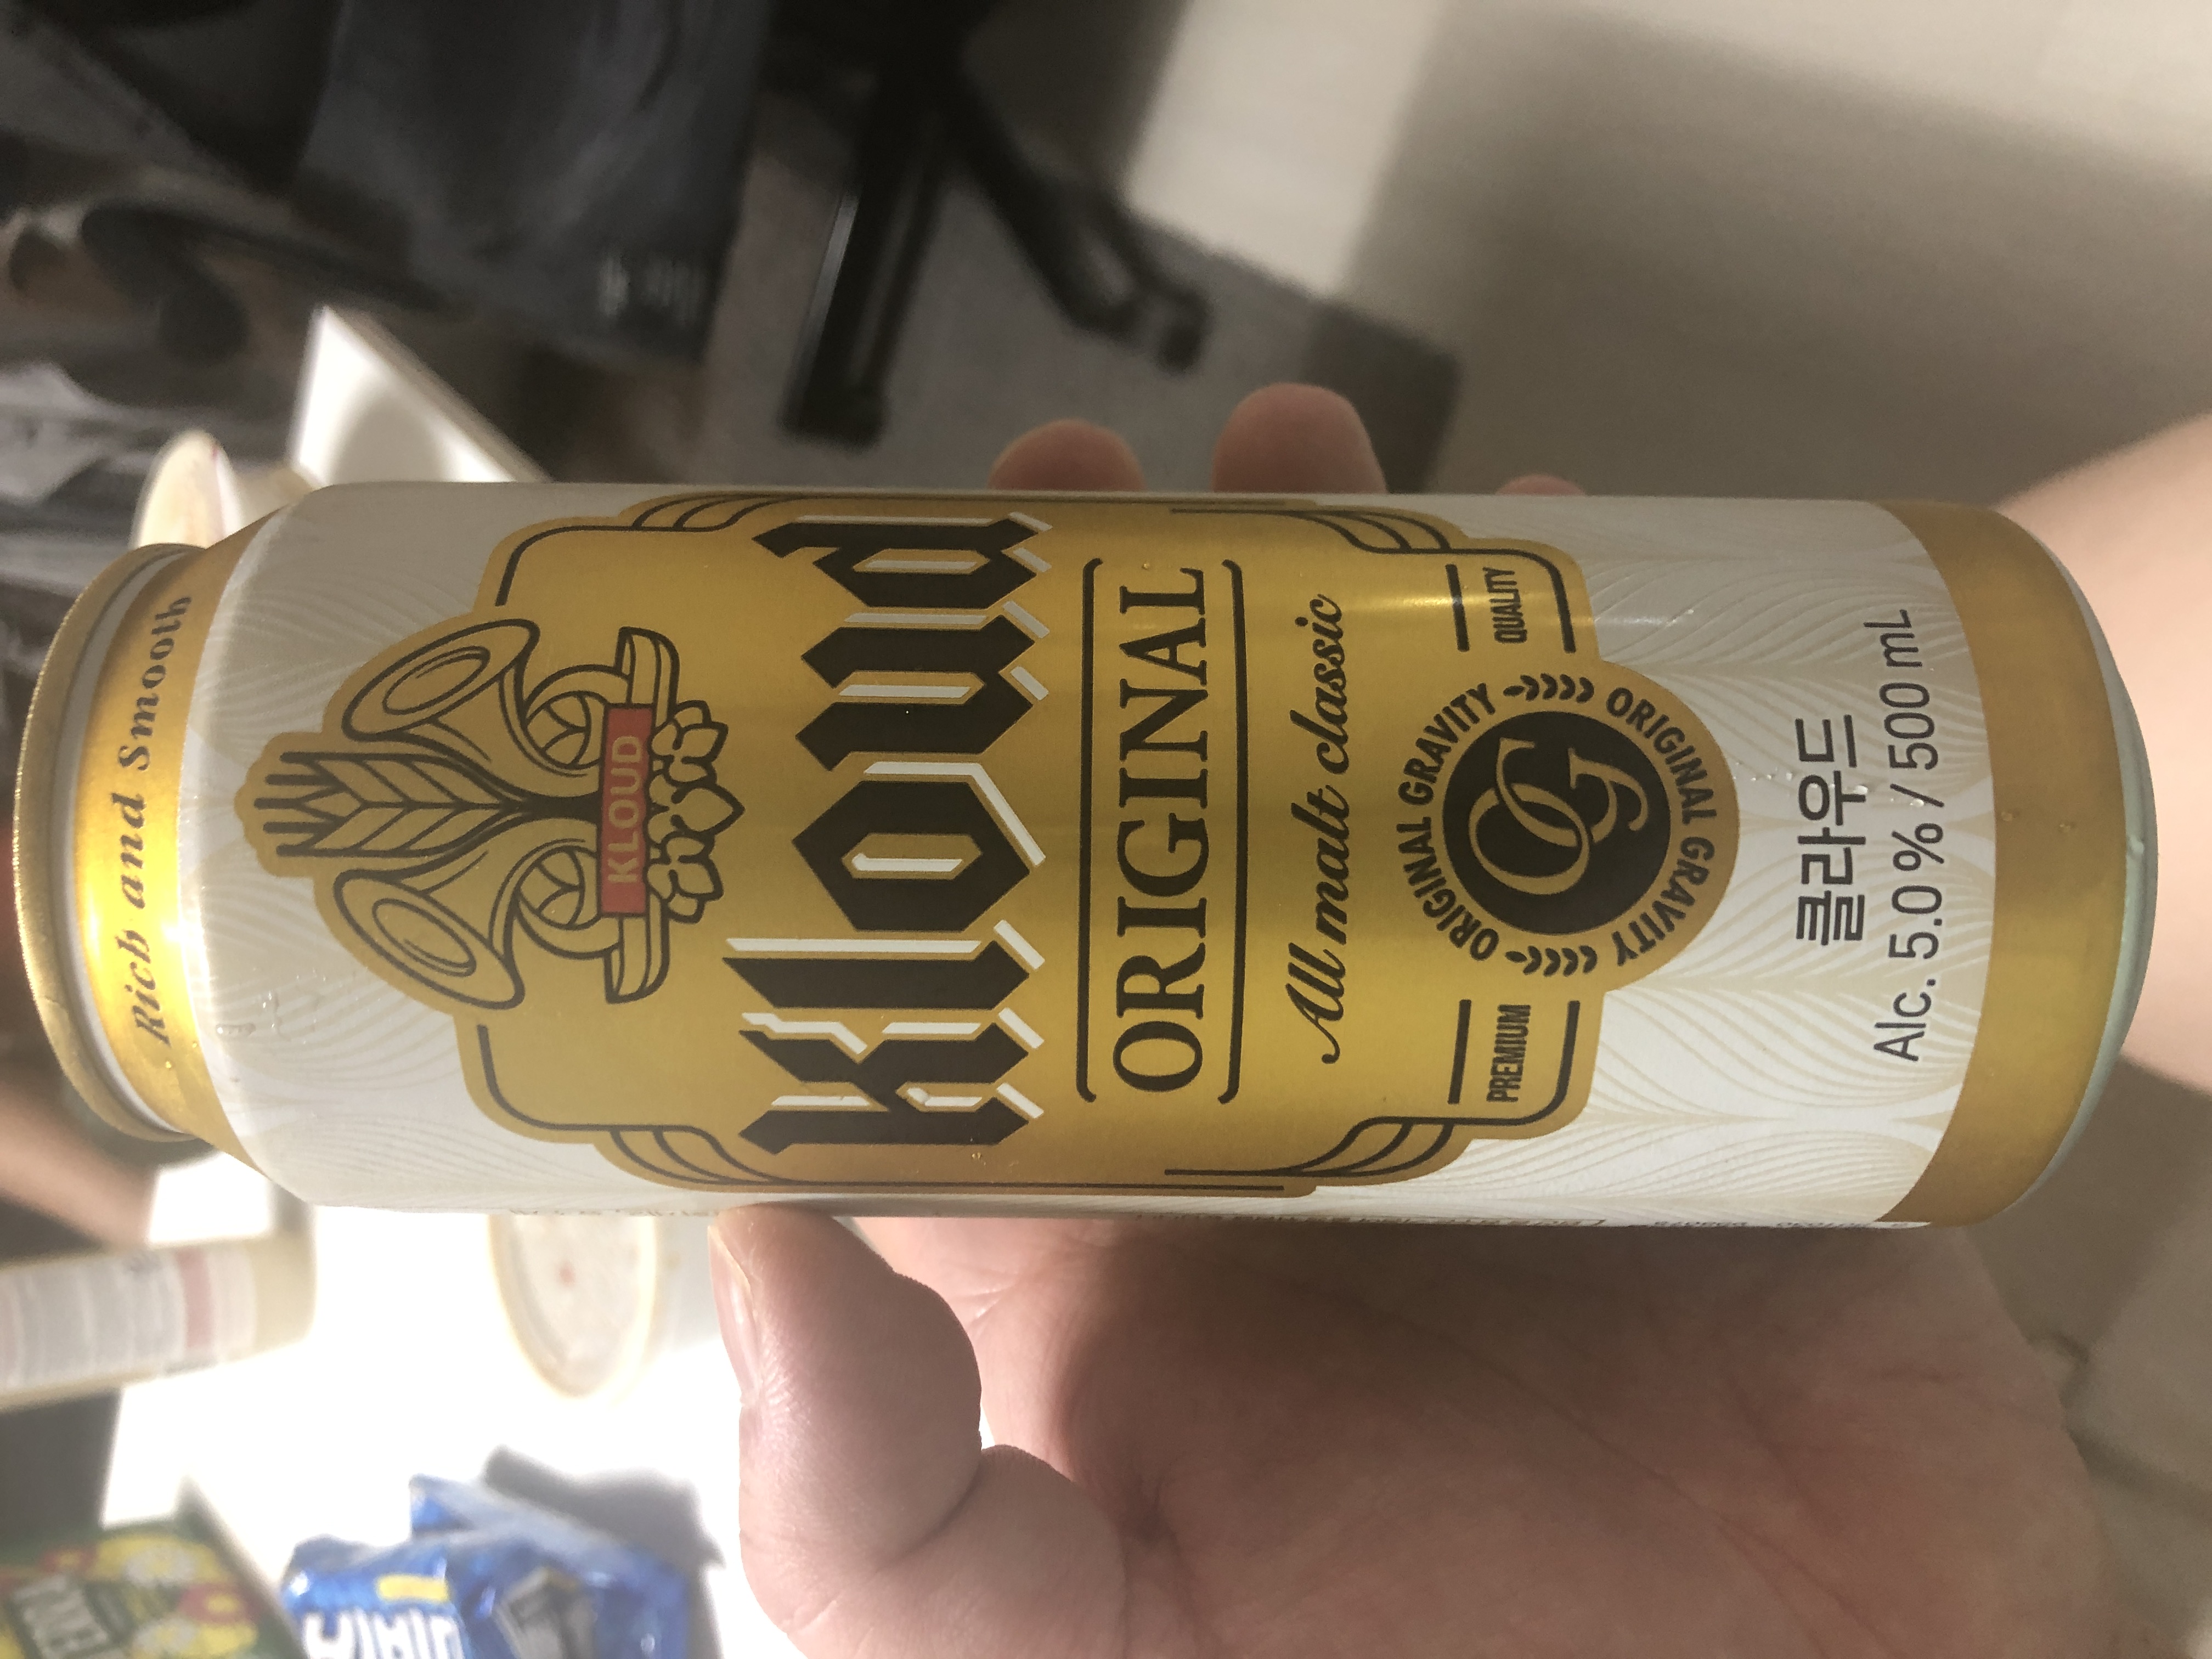 Rich and Smooth
KLOUD
Kloud
ORIGINAL
All malt classic
ORIGINAL GRAVITY
PREMIUM
OG
QUALITY
ORIGINAL GRAVITY
클라우드
Alc. 5.0 % / 500 mL